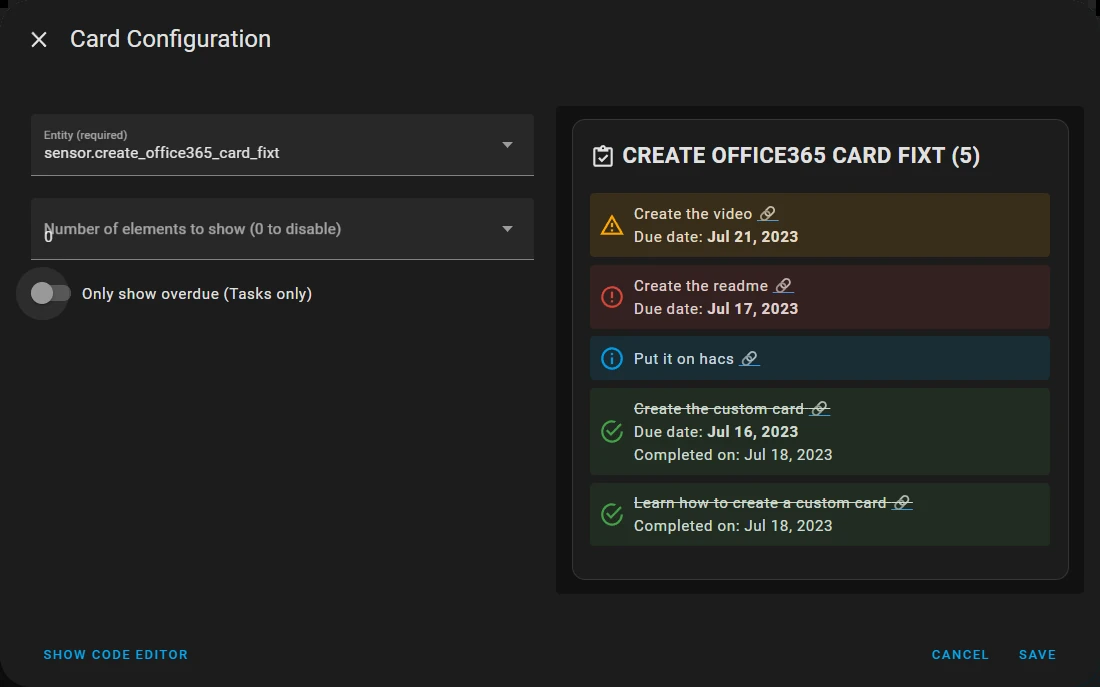 Card Configuration
Entity (required)
sensor.create_office365_card_fixt
Number of elements to show (0 to disable)
0
Only show overdue (Tasks only)
CREATE OFFICE365 CARD FIXT (5)
Create the video
Due date: Jul 21, 2023
Create the readme
Due date: Jul 17, 2023
Put it on hacs
Create the custom card
Due date: Jul 16, 2023
Completed on: Jul 18, 2023
Learn how to create a custom card
Completed on: Jul 18, 2023
SHOW CODE EDITOR
CANCEL
SAVE